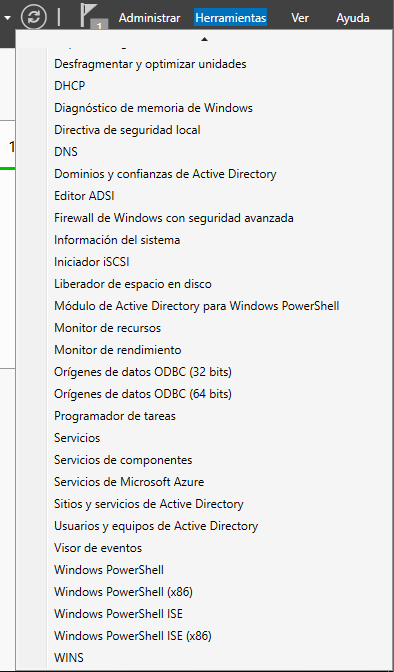 1
Administrar Herramientas Ver Ayuda
Desfragmentar y optimizar unidades
DHCP
Diagnóstico de memoria de Windows
Directiva de seguridad local
1
DNS
Dominios y confianzas de Active Directory
Editor ADSI
Firewall de Windows con seguridad avanzada
Información del sistema
Iniciador iSCSI
Liberador de espacio en disco
Módulo de Active Directory para Windows PowerShell
Monitor de recursos
Monitor de rendimiento
Orígenes de datos ODBC (32 bits)
Orígenes de datos ODBC (64 bits)
Programador de tareas
Servicios
Servicios de componentes
Servicios de Microsoft Azure
Sitios y servicios de Active Directory
Usuarios y equipos de Active Directory
Visor de eventos
Windows PowerShell
Windows PowerShell (x86)
Windows PowerShell ISE
Windows PowerShell ISE (x86)
WINS